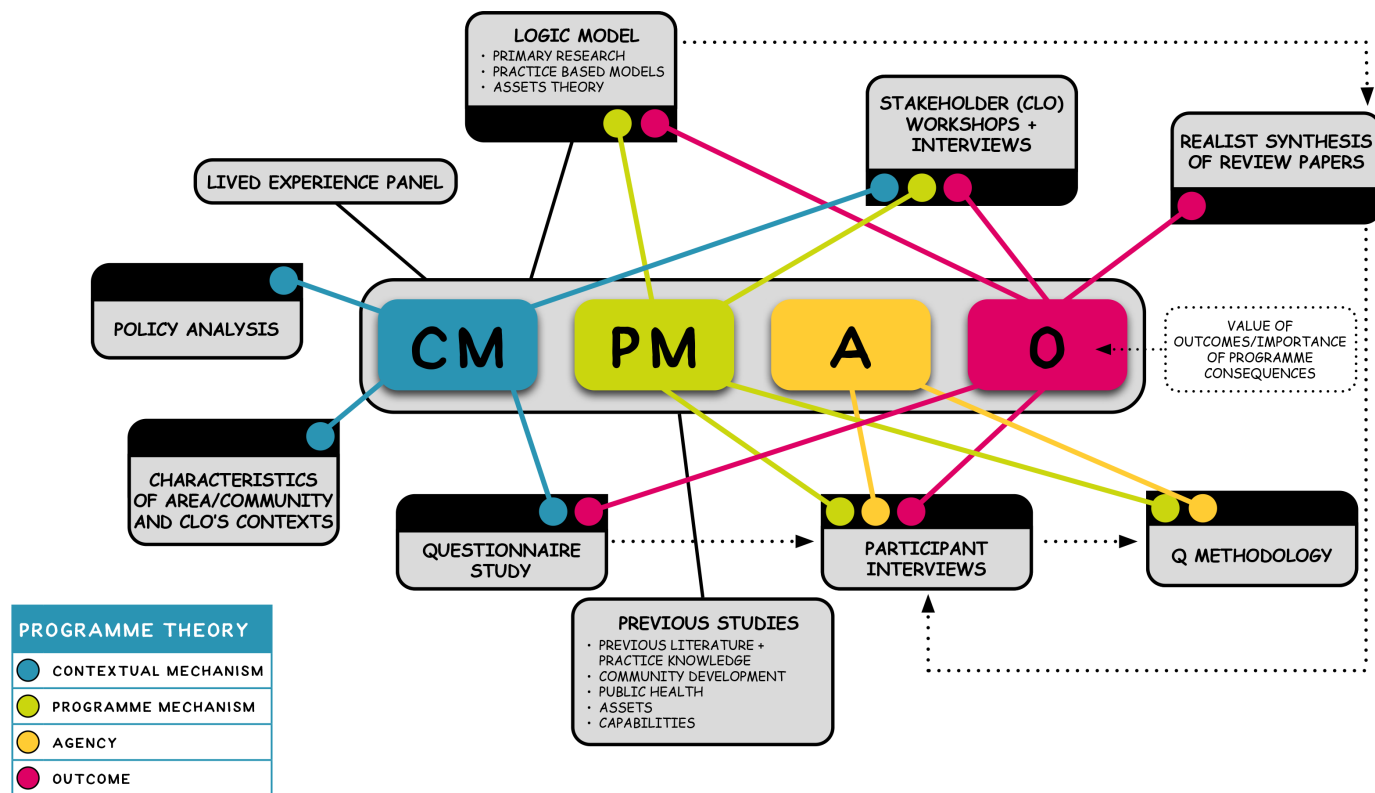 LOGIC MODEL
• PRIMARY RESEARCH
• PRACTICE BASED MODELS
• ASSETS THEORY
STAKEHOLDER (CLO)
WORKSHOPS +
INTERVIEWS
REALIST SYNTHESIS
OF REVIEW PAPERS
LIVED EXPERIENCE PANEL
POLICY ANALYSIS
CM
PM
A
O
VALUE OF
OUTCOMES/IMPORTANCE
OF PROGRAMME
CONSEQUENCES
CHARACTERISTICS
OF AREA/COMMUNITY
AND CLO'S CONTEXTS
QUESTIONNAIRE
STUDY
PARTICIPANT
INTERVIEWS
Q METHODOLOGY
PREVIOUS STUDIES
• PREVIOUS LITERATURE +
PRACTICE KNOWLEDGE
• COMMUNITY DEVELOPMENT
• PUBLIC HEALTH
• ASSETS
• CAPABILITIES
PROGRAMME THEORY
CONTEXTUAL MECHANISM
PROGRAMME MECHANISM
AGENCY
OUTCOME